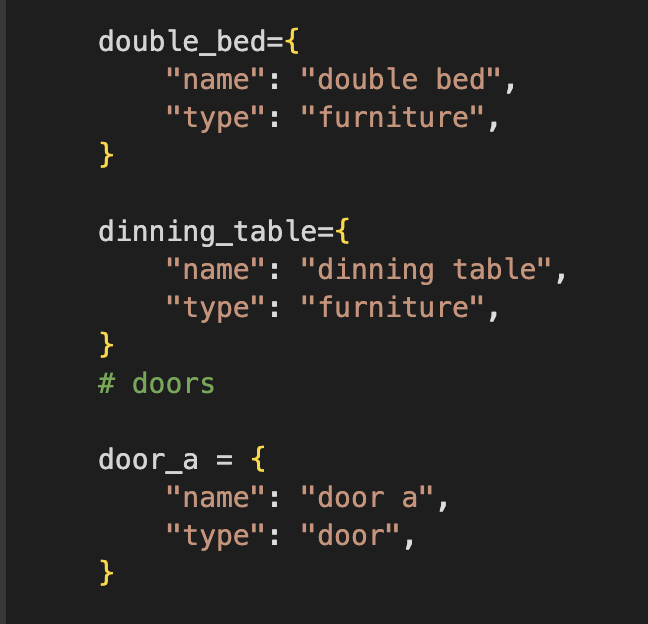 double_bed={
"name": "double bed",
"type": "furniture",
}
dinning_table={
"name": "dinning table",
"type": "furniture",
}
# doors
door_a = {
"name": "door a",
"type": "door",
}